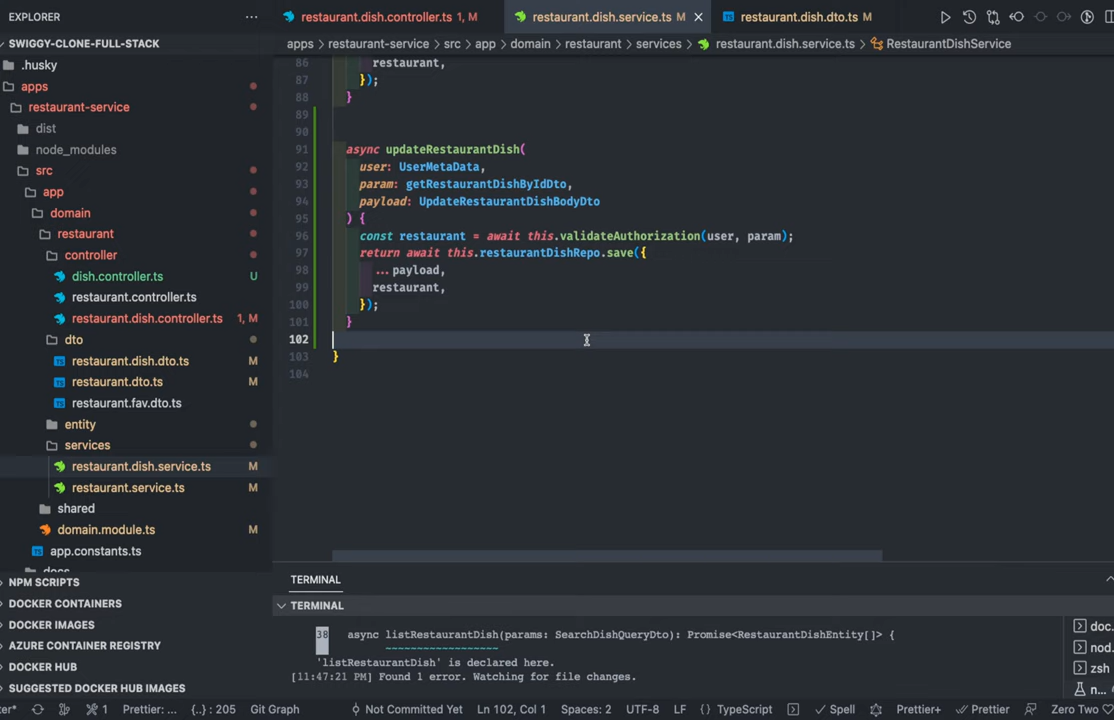 EXPLORER
restaurant.dish.controller.ts 1, M
restaurant.dish.service.ts M
restaurant.dish.dto.ts M
SWIGGY-CLONE-FULL-STACK
apps > restaurant-service > src > app > domain > restaurant > services > restaurant.dish.service.ts > RestaurantDishService
.husky
apps
restaurant-service
dist
node_modules
src
app
domain
restaurant
controller
dish.controller.ts U
restaurant.controller.ts
restaurant.dish.controller.ts 1, M
dto
restaurant.dish.dto.ts M
restaurant.dto.ts M
restaurant.fav.dto.ts
entity
services
restaurant.dish.service.ts M
restaurant.service.ts M
shared
domain.module.ts M
app.constants.ts
docs
NPM SCRIPTS
DOCKER CONTAINERS
DOCKER IMAGES
AZURE CONTAINER REGISTRY
DOCKER HUB
SUGGESTED DOCKER HUB IMAGES
86 restaurant,
87 });
88 }
89
90
91 async updateRestaurantDish(
92 user: UserMetaData,
93 param: getRestaurantDishByIdDto,
94 payload: UpdateRestaurantDishBodyDto
95 ) {
96 const restaurant = await this.validateAuthorization(user, param);
97 return await this.restaurantDishRepo.save({
98 ...payload,
99 restaurant,
100 });
101 }
102
103 }
104
TERMINAL
TERMINAL
38 async listRestaurantDish(params: SearchDishQueryDto): Promise<RestaurantDishEntity[]> {
~~~~~~~~~~~~~~~~~~
'listRestaurantDish' is declared here.
[11:47:21 PM] Found 1 error. Watching for file changes.
doc.
nod.
zsh
n...
ter* 1 Prettier: ... {..} : 205 Git Graph Not Committed Yet Ln 102, Col 1 Spaces: 2 UTF-8 LF {} TypeScript Spell Prettier+ Prettier Zero Two